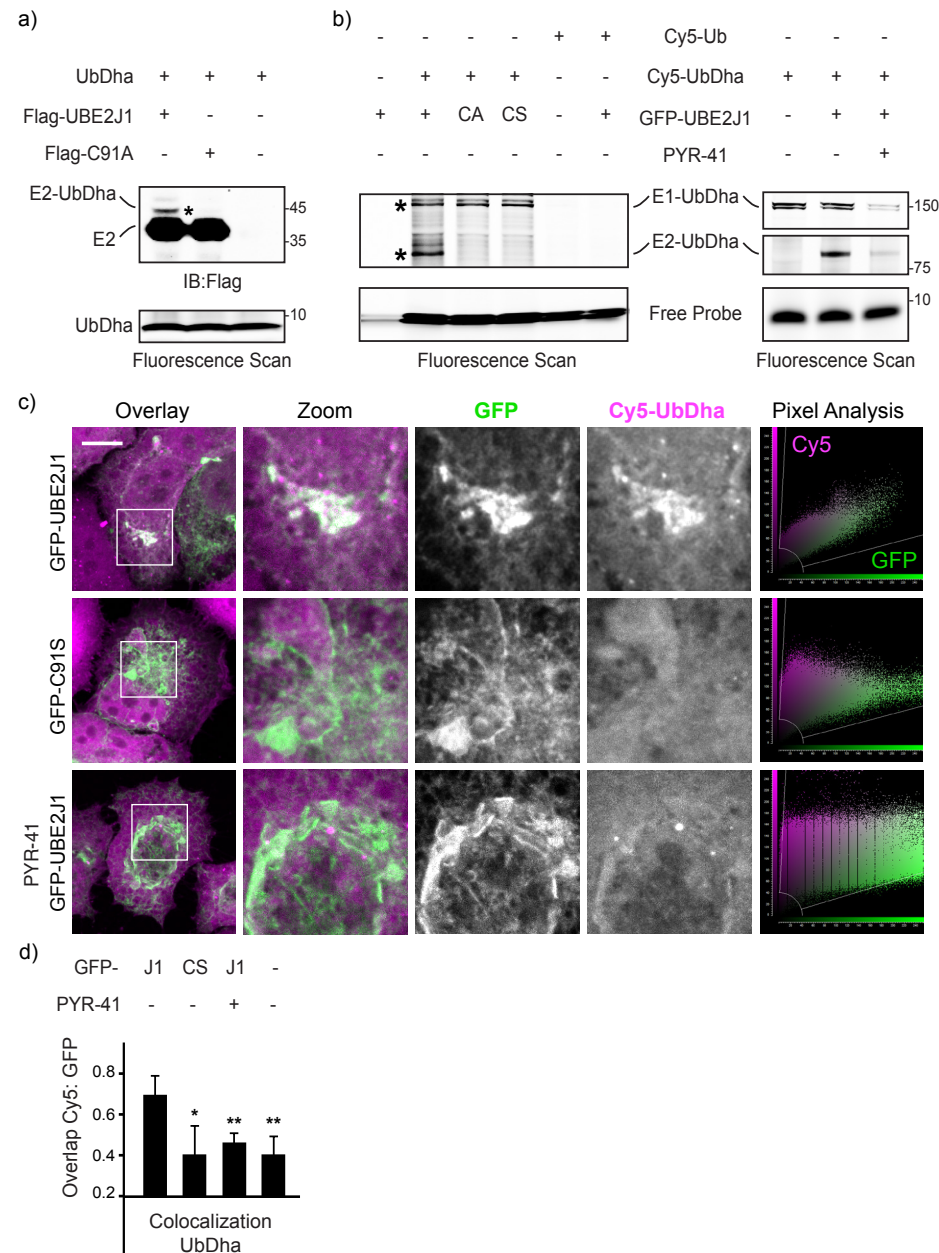 a)
UbDha + + +
Flag-UBE2J1 + - -
Flag-C91A - + -
E2-UbDha
*
E2
45
35
IB:Flag
UbDha
10
Fluorescence Scan
b)
- - - - + + Cy5-Ub - - -
- + + + - - Cy5-UbDha + + +
+ + CA CS - + GFP-UBE2J1 - + +
PYR-41 - - +
*
E1-UbDha
150
*
E2-UbDha
75
Free Probe
10
Fluorescence Scan
Fluorescence Scan
c)
Overlay Zoom GFP Cy5-UbDha Pixel Analysis
GFP-UBE2J1
Cy5
GFP
GFP-C91S
PYR-41
GFP-UBE2J1
d)
GFP- J1 CS J1 -
PYR-41 - - + -
Overlap Cy5: GFP
0.8
0.6
0.4
0.2
* ** **
Colocalization
UbDha